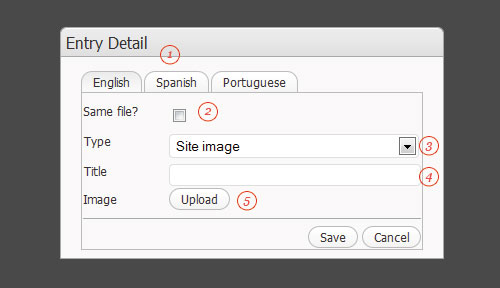 Entry Detail
1
English Spanish Portuguese
Same file? 2
Type Site image 3
Title 4
Image Upload 5
Save Cancel